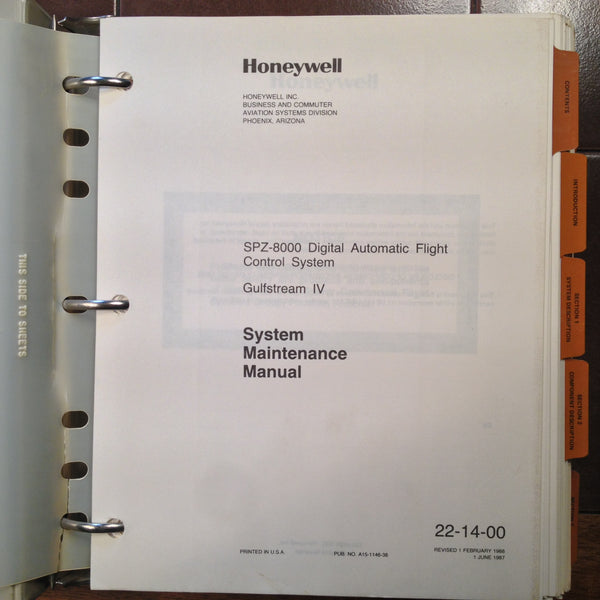 Honeywell
HONEYWELL INC.
BUSINESS AND COMMUTER
AVIATION SYSTEMS DIVISION
PHOENIX, ARIZONA
SPZ-8000 Digital Automatic Flight
Control System
Gulfstream IV
System
Maintenance
Manual
22-14-00
PRINTED IN U.S.A.
PUB. NO. A15-1146-38
REVISED 1 FEBRUARY 1988
1 JUNE 1987
THIS SIDE TO SHEETS
CONTENTS
INTRODUCTION
SECTION 1
SYSTEM DESCRIPTION
SECTION 2
COMPONENT DESCRIPTION